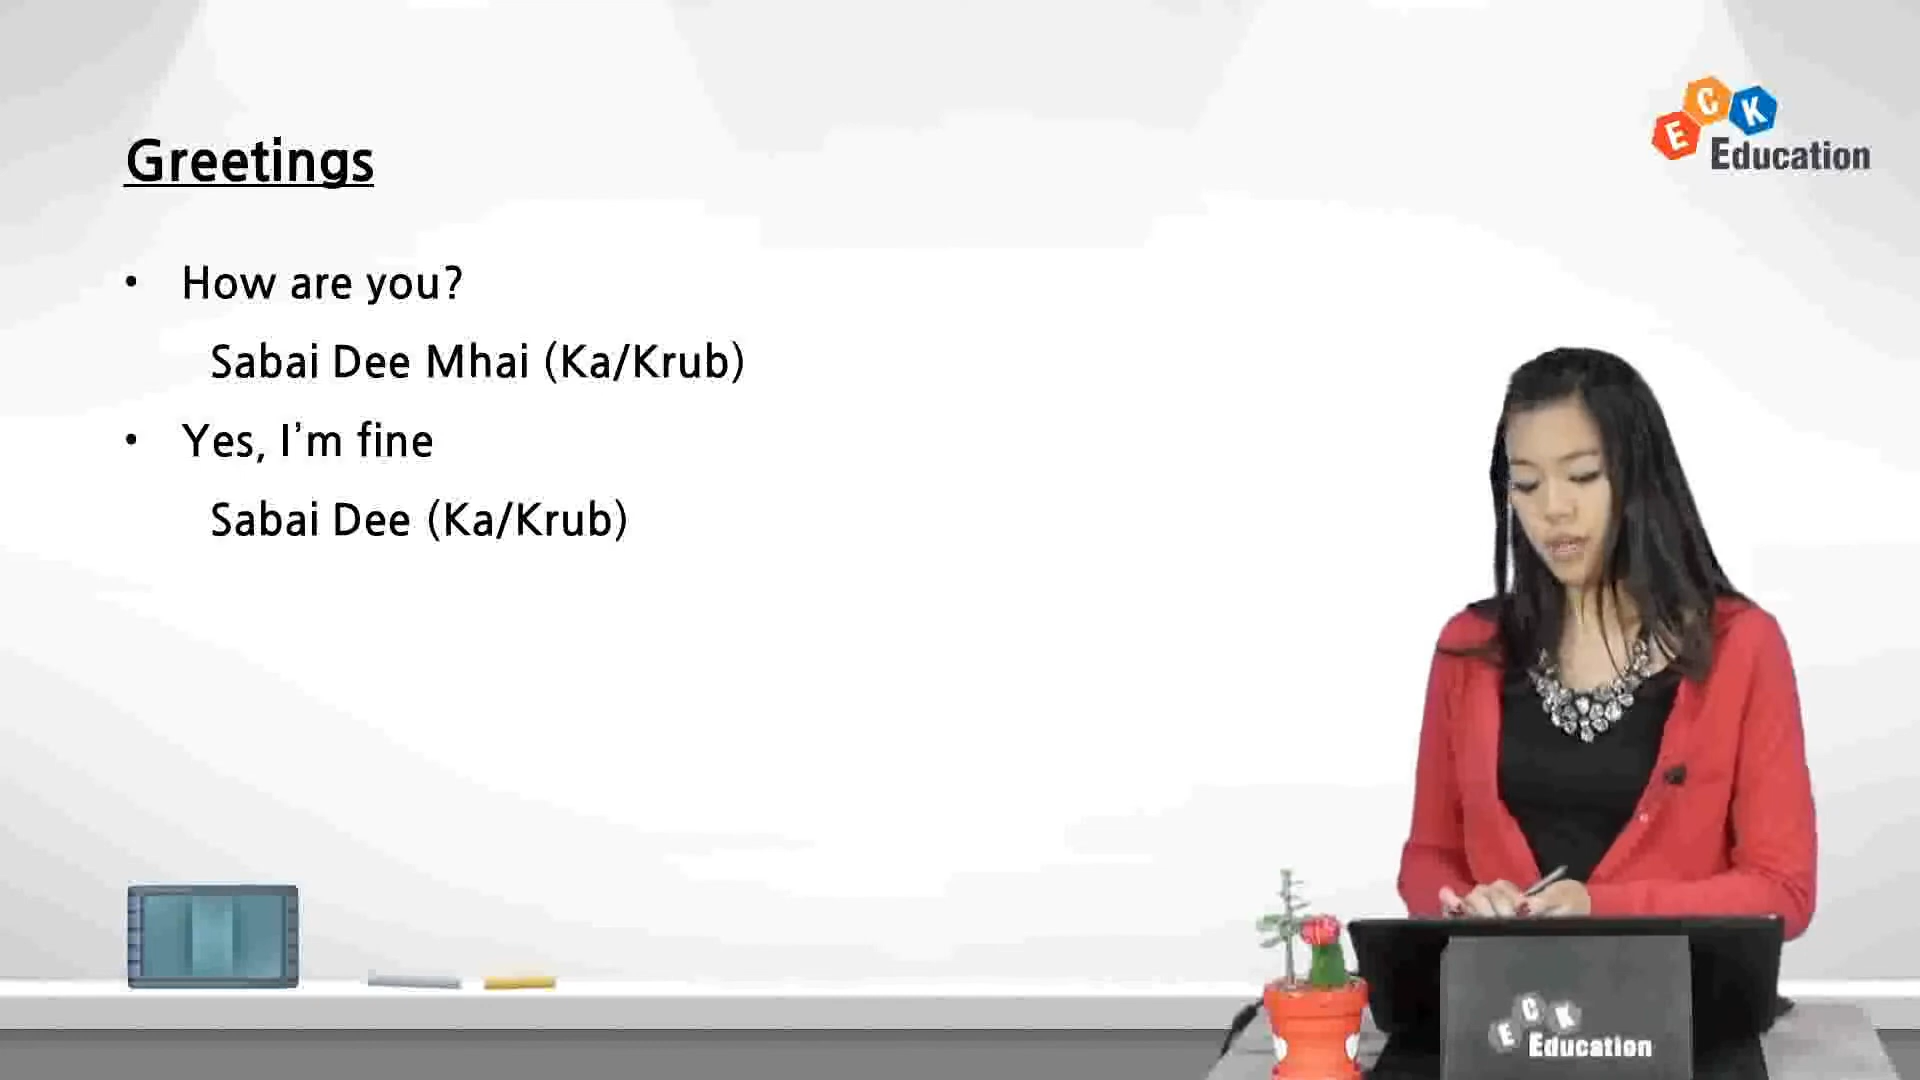 ECK
Education
Greetings
• How are you?
Sabai Dee Mhai (Ka/Krub)
• Yes, I’m fine
Sabai Dee (Ka/Krub)
ECK
Education